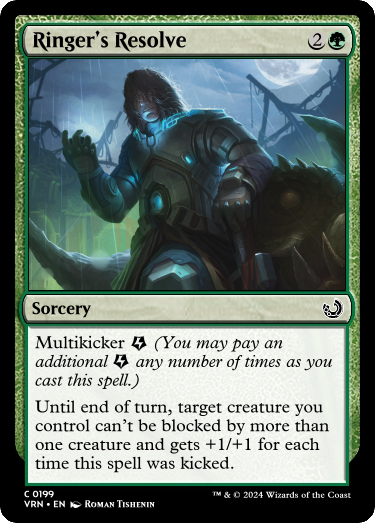 Ringer's Resolve 2
Sorcery
Multikicker (You may pay an
additional any number of times as you
cast this spell.)
Until end of turn, target creature you
control can't be blocked by more than
one creature and gets +1/+1 for each
time this spell was kicked.
C 0199
VRN • EN Roman Tishenin
™ & © 2024 Wizards of the Coast